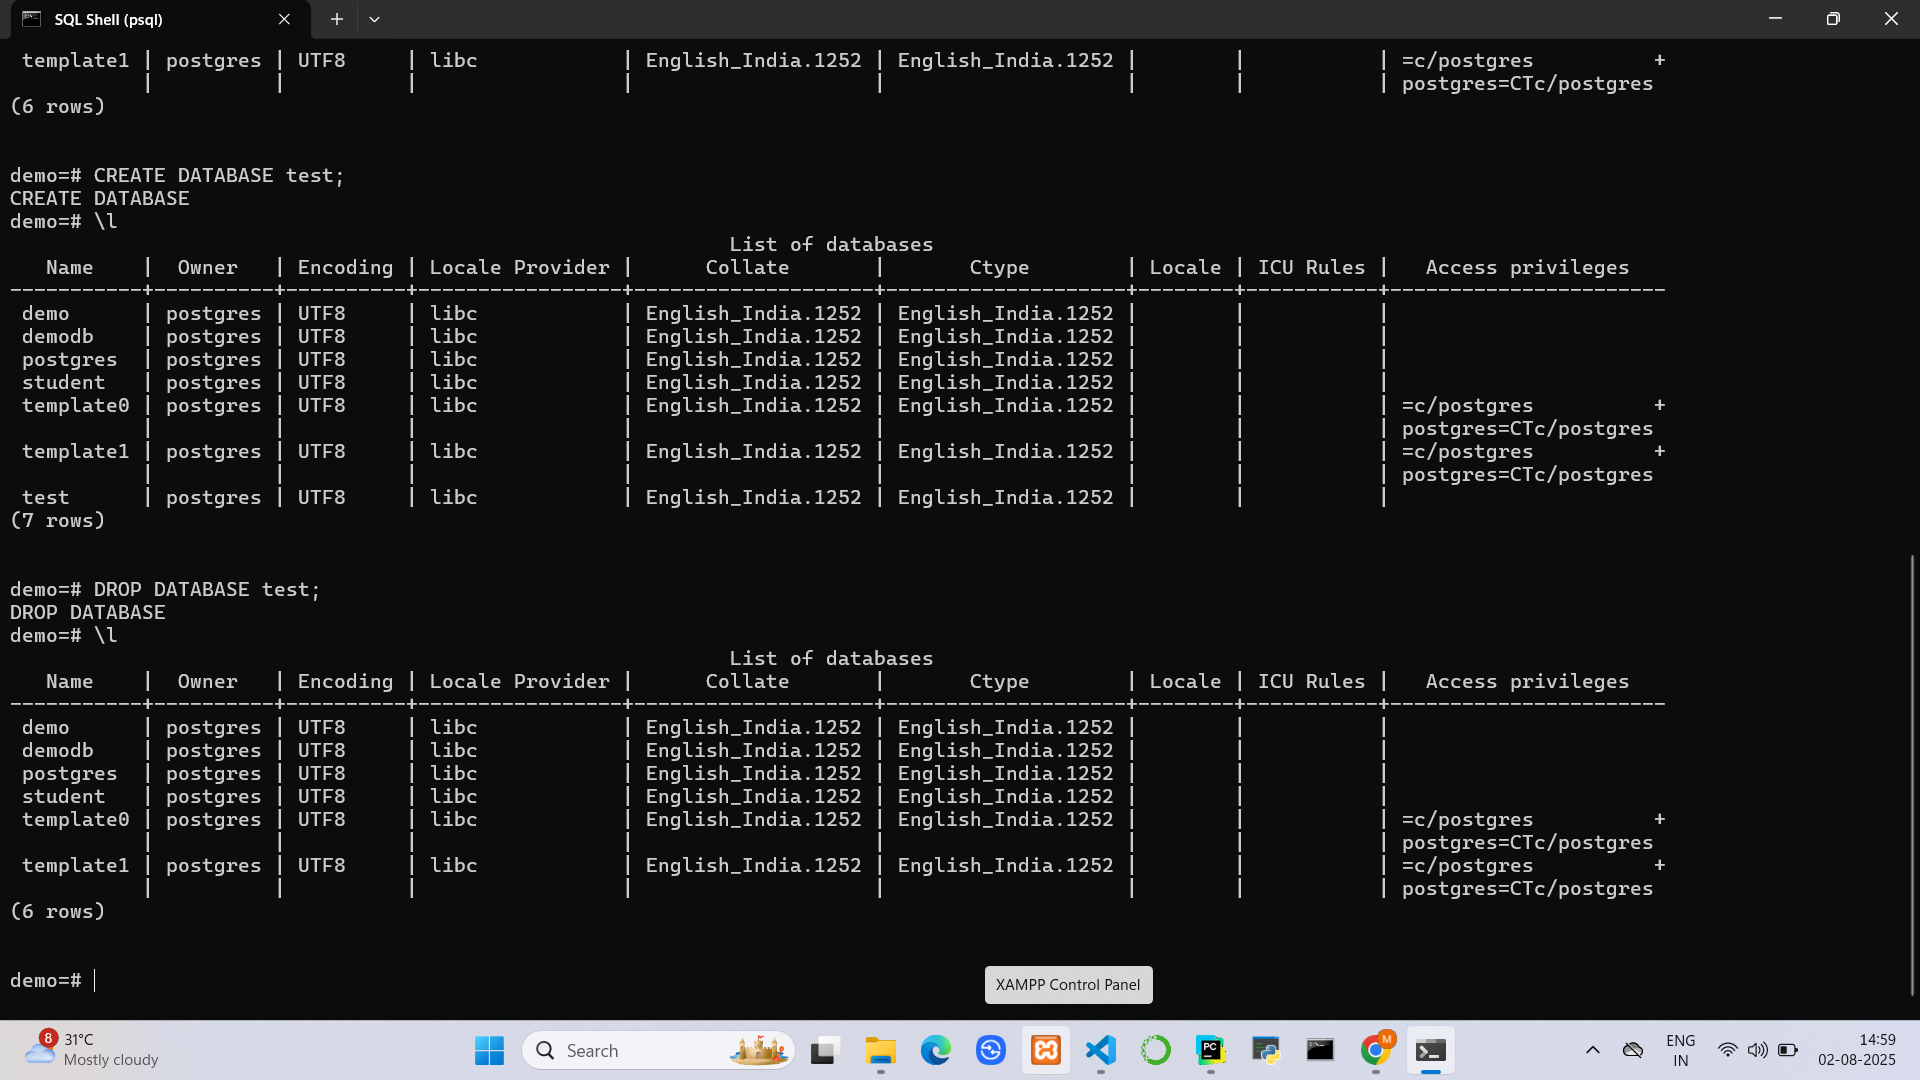 SQL Shell (psql)
template1 | postgres | UTF8     | libc            | English_India.1252 | English_India.1252 |        |           | =c/postgres          +
          |          |          |                 |                    |                    |        |           | postgres=CTc/postgres
(6 rows)
demo=# CREATE DATABASE test;
CREATE DATABASE
demo=# \l
List of databases
Name    |  Owner   | Encoding | Locale Provider |      Collate       |       Ctype        | Locale | ICU Rules |   Access privileges
-----------+----------+----------+-----------------+--------------------+--------------------+--------+-----------+-----------------------
demo      | postgres | UTF8     | libc            | English_India.1252 | English_India.1252 |        |           |
demodb    | postgres | UTF8     | libc            | English_India.1252 | English_India.1252 |        |           |
postgres  | postgres | UTF8     | libc            | English_India.1252 | English_India.1252 |        |           |
student   | postgres | UTF8     | libc            | English_India.1252 | English_India.1252 |        |           |
template0 | postgres | UTF8     | libc            | English_India.1252 | English_India.1252 |        |           | =c/postgres          +
          |          |          |                 |                    |                    |        |           | postgres=CTc/postgres
template1 | postgres | UTF8     | libc            | English_India.1252 | English_India.1252 |        |           | =c/postgres          +
          |          |          |                 |                    |                    |        |           | postgres=CTc/postgres
test      | postgres | UTF8     | libc            | English_India.1252 | English_India.1252 |        |           |
(7 rows)
demo=# DROP DATABASE test;
DROP DATABASE
demo=# \l
List of databases
Name    |  Owner   | Encoding | Locale Provider |      Collate       |       Ctype        | Locale | ICU Rules |   Access privileges
-----------+----------+----------+-----------------+--------------------+--------------------+--------+-----------+-----------------------
demo      | postgres | UTF8     | libc            | English_India.1252 | English_India.1252 |        |           |
demodb    | postgres | UTF8     | libc            | English_India.1252 | English_India.1252 |        |           |
postgres  | postgres | UTF8     | libc            | English_India.1252 | English_India.1252 |        |           |
student   | postgres | UTF8     | libc            | English_India.1252 | English_India.1252 |        |           |
template0 | postgres | UTF8     | libc            | English_India.1252 | English_India.1252 |        |           | =c/postgres          +
          |          |          |                 |                    |                    |        |           | postgres=CTc/postgres
template1 | postgres | UTF8     | libc            | English_India.1252 | English_India.1252 |        |           | =c/postgres          +
          |          |          |                 |                    |                    |        |           | postgres=CTc/postgres
(6 rows)
demo=#
XAMPP Control Panel
8
31°C
Mostly cloudy
Search
PC
M
ENG
IN
14:59
02-08-2025